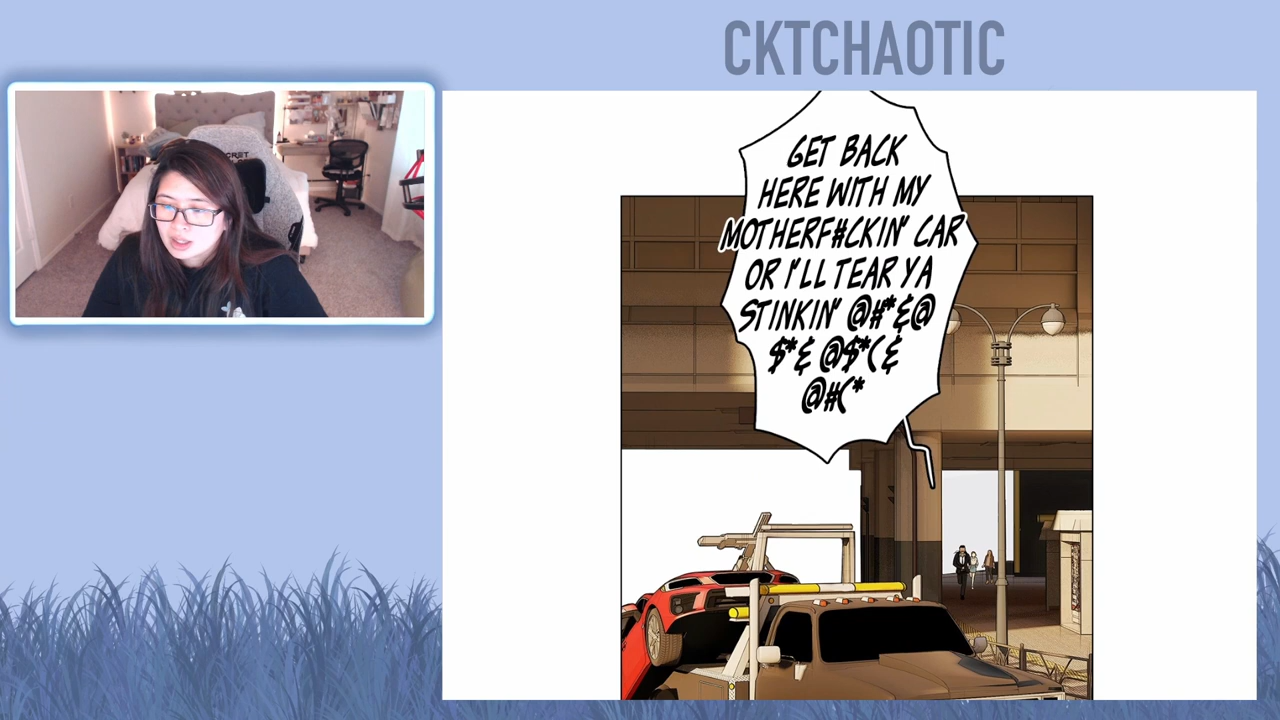 CKTCHAOTIC
GET BACK
HERE WITH MY
MOTHERF#CKIN' CAR
OR I'LL TEAR YA
STINKIN' @#*&@
$*& @$*(&
@#(*